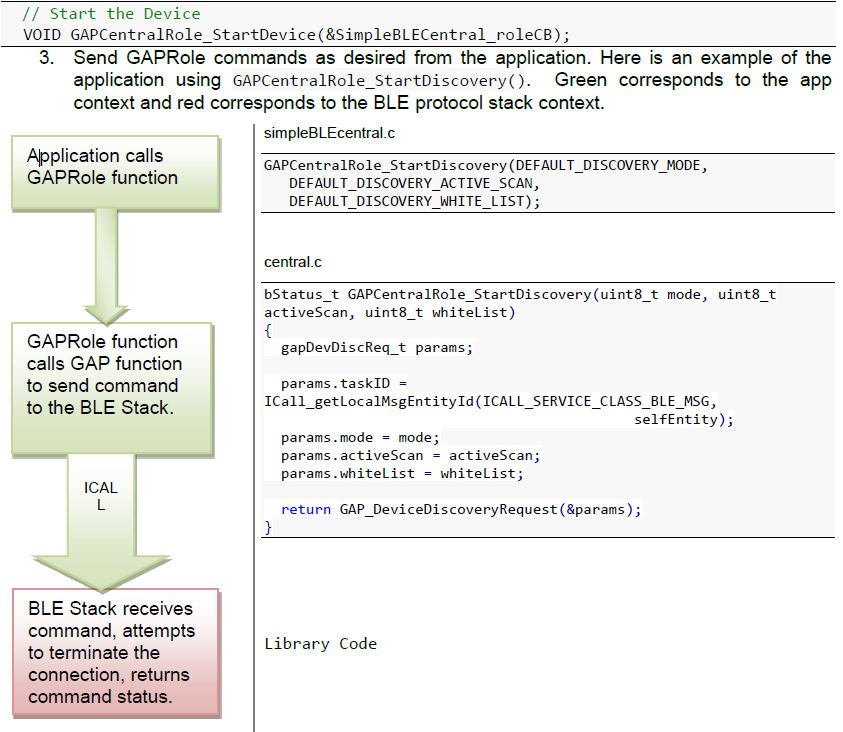 // Start the Device
VOID GAPCentralRole_StartDevice(&SimpleBLECentral_roleCB);
3. Send GAPRole commands as desired from the application. Here is an example of the
application using GAPCentralRole_StartDiscovery(). Green corresponds to the app
context and red corresponds to the BLE protocol stack context.
Application calls
GAPRole function
simpleBLEcentral.c
GAPCentralRole_StartDiscovery(DEFAULT_DISCOVERY_MODE,
DEFAULT_DISCOVERY_ACTIVE_SCAN,
DEFAULT_DISCOVERY_WHITE_LIST);
GAPRole function
calls GAP function
to send command
to the BLE Stack.
central.c
bStatus_t GAPCentralRole_StartDiscovery(uint8_t mode, uint8_t
activeScan, uint8_t whiteList)
{
gapDevDiscReq_t params;
params.taskID =
ICall_getLocalMsgEntityId(ICALL_SERVICE_CLASS_BLE_MSG,
selfEntity);
params.mode = mode;
params.activeScan = activeScan;
params.whiteList = whiteList;
return GAP_DeviceDiscoveryRequest(&params);
}
ICAL
L
BLE Stack receives
command, attempts
to terminate the
connection, returns
command status.
Library Code